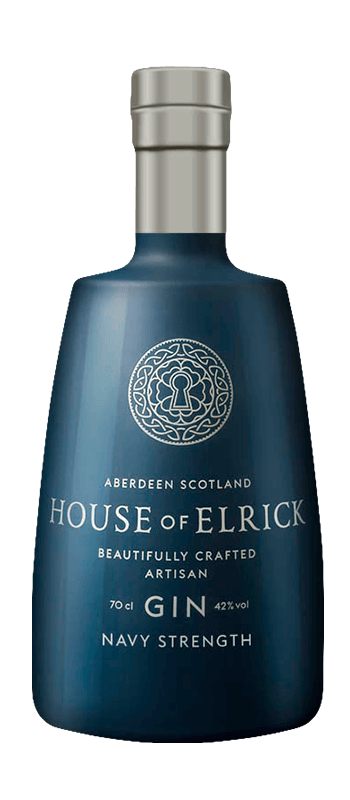 ABERDEEN SCOTLAND
HOUSE OF ELRICK
BEAUTIFULLY CRAFTED
ARTISAN
70 cl GIN 42% vol
NAVY STRENGTH